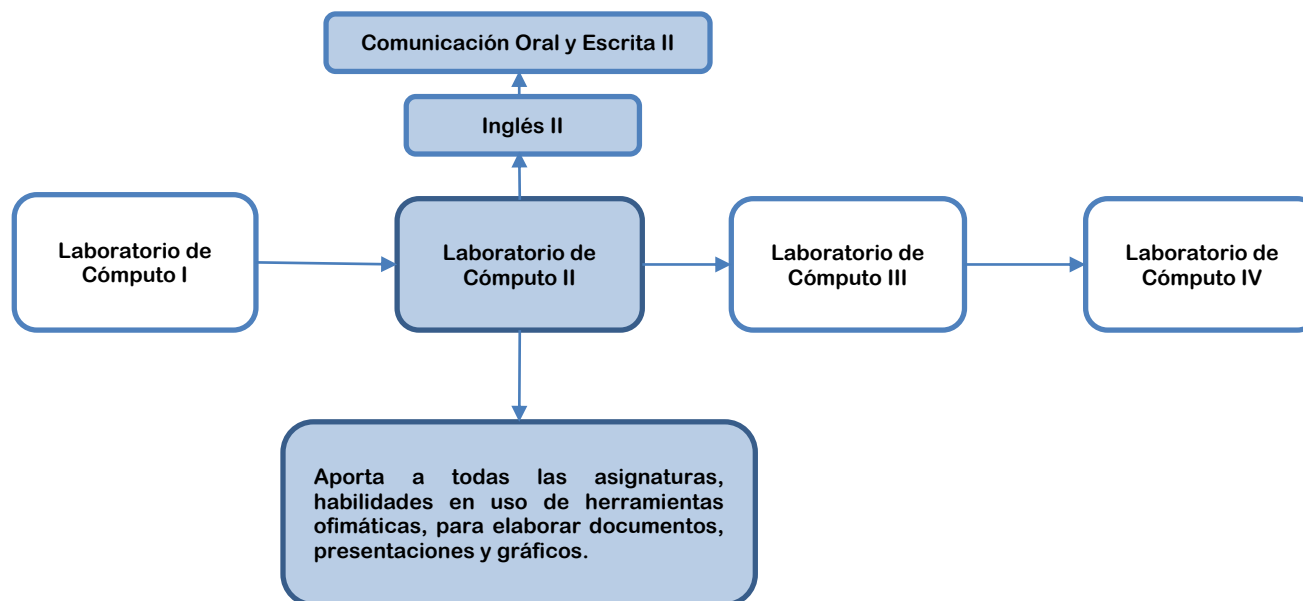 Comunicación Oral y Escrita II
Inglés II
Laboratorio de
Cómputo I
Laboratorio de
Cómputo II
Laboratorio de
Cómputo III
Laboratorio de
Cómputo IV
Aporta a todas las asignaturas,
habilidades en uso de herramientas
ofimáticas, para elaborar documentos,
presentaciones y gráficos.